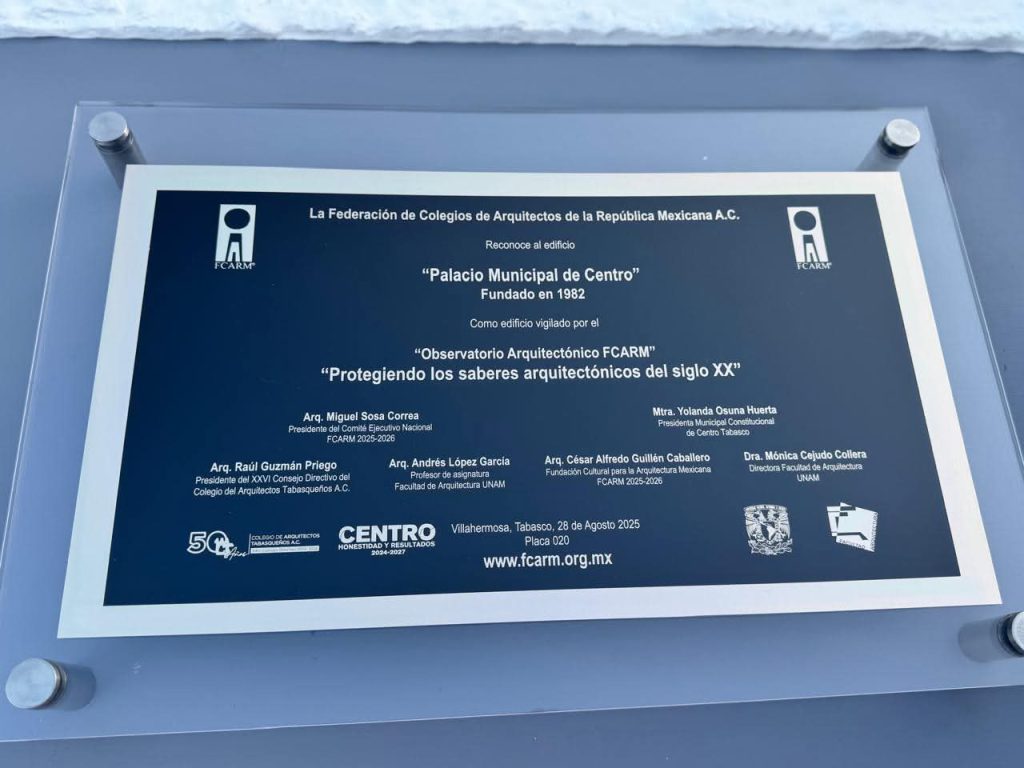 La Federación de Colegios de Arquitectos de la República Mexicana A.C.
FCARM®
FCARM®
Reconoce al edificio
“Palacio Municipal de Centro”
Fundado en 1982
Como edificio vigilado por el
“Observatorio Arquitectónico FCARM”
“Protegiendo los saberes arquitectónicos del siglo XX”
Arq. Miguel Sosa Correa
Presidente del Comité Ejecutivo Nacional
FCARM 2025-2026
Mtra. Yolanda Osuna Huerta
Presidenta Municipal Constitucional
de Centro Tabasco
Arq. Raúl Guzmán Priego
Presidente del XXVI Consejo Directivo del
Colegio del Arquitectos Tabasqueños A.C.
Arq. Andrés López García
Profesor de asignatura
Facultad de Arquitectura UNAM
Arq. César Alfredo Guillén Caballero
Fundación Cultural para la Arquitectura Mexicana
FCARM 2025-2026
Dra. Mónica Cejudo Collera
Directora Facultad de Arquitectura
UNAM
50 Años
COLEGIO DE ARQUITECTOS
TABASQUEÑOS A.C.
CENTRO
HONESTIDAD Y RESULTADOS
2024-2027
Villahermosa, Tabasco, 28 de Agosto 2025
Placa 020
www.fcarm.org.mx